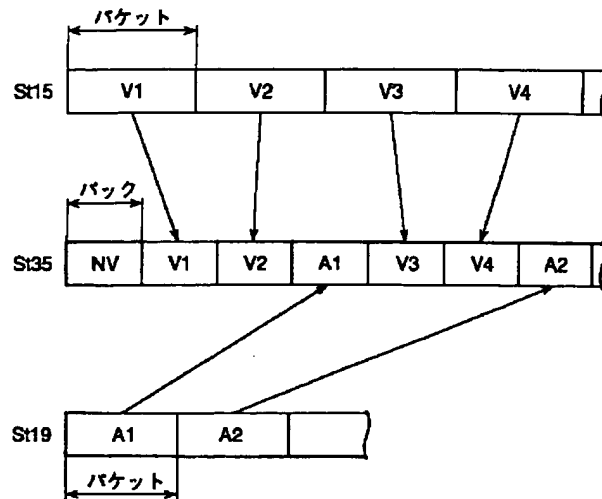 パケット
St15 V1 V2 V3 V4
パック
St35 NV V1 V2 A1 V3 V4 A2
St19 A1 A2
パケット